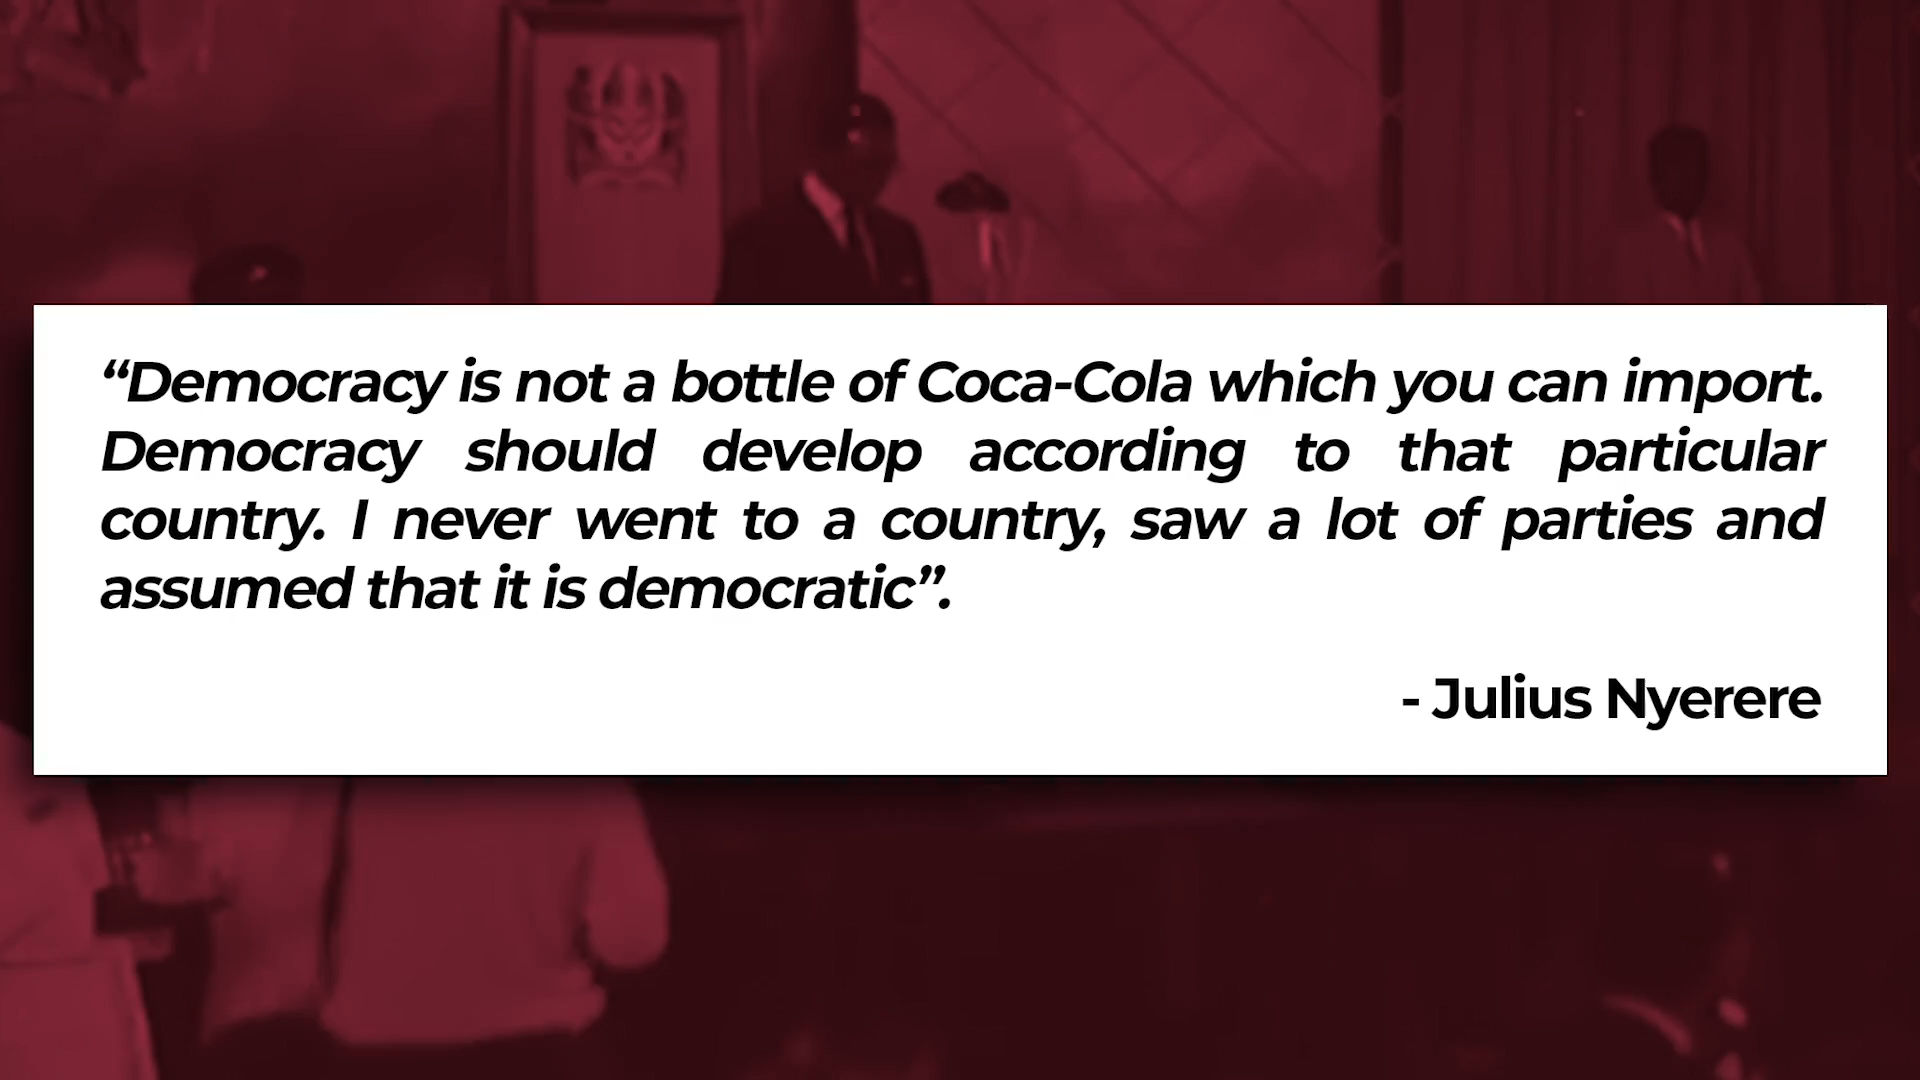 “Democracy is not a bottle of Coca-Cola which you can import.
Democracy should develop according to that particular
country. I never went to a country, saw a lot of parties and
assumed that it is democratic”.
- Julius Nyerere